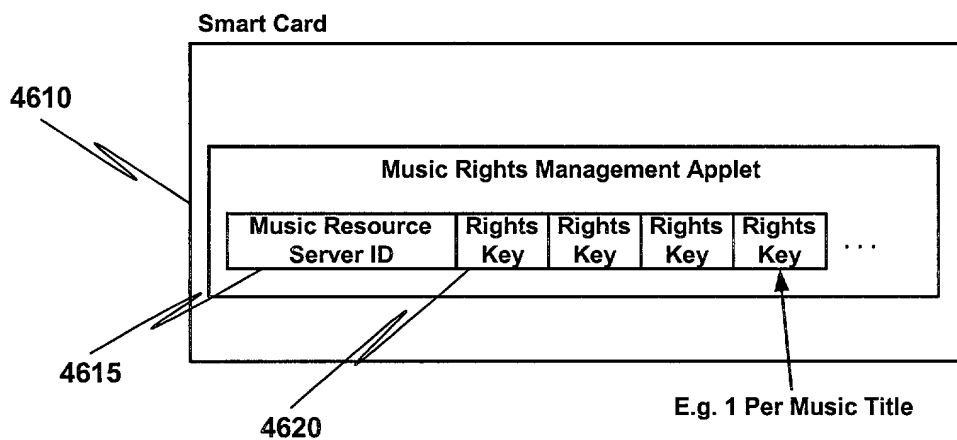 Smart Card
4610
Music Rights Management Applet
Music Resource Server ID
Rights Key
Rights Key
Rights Key
Rights Key
...
4615
4620
E.g. 1 Per Music Title